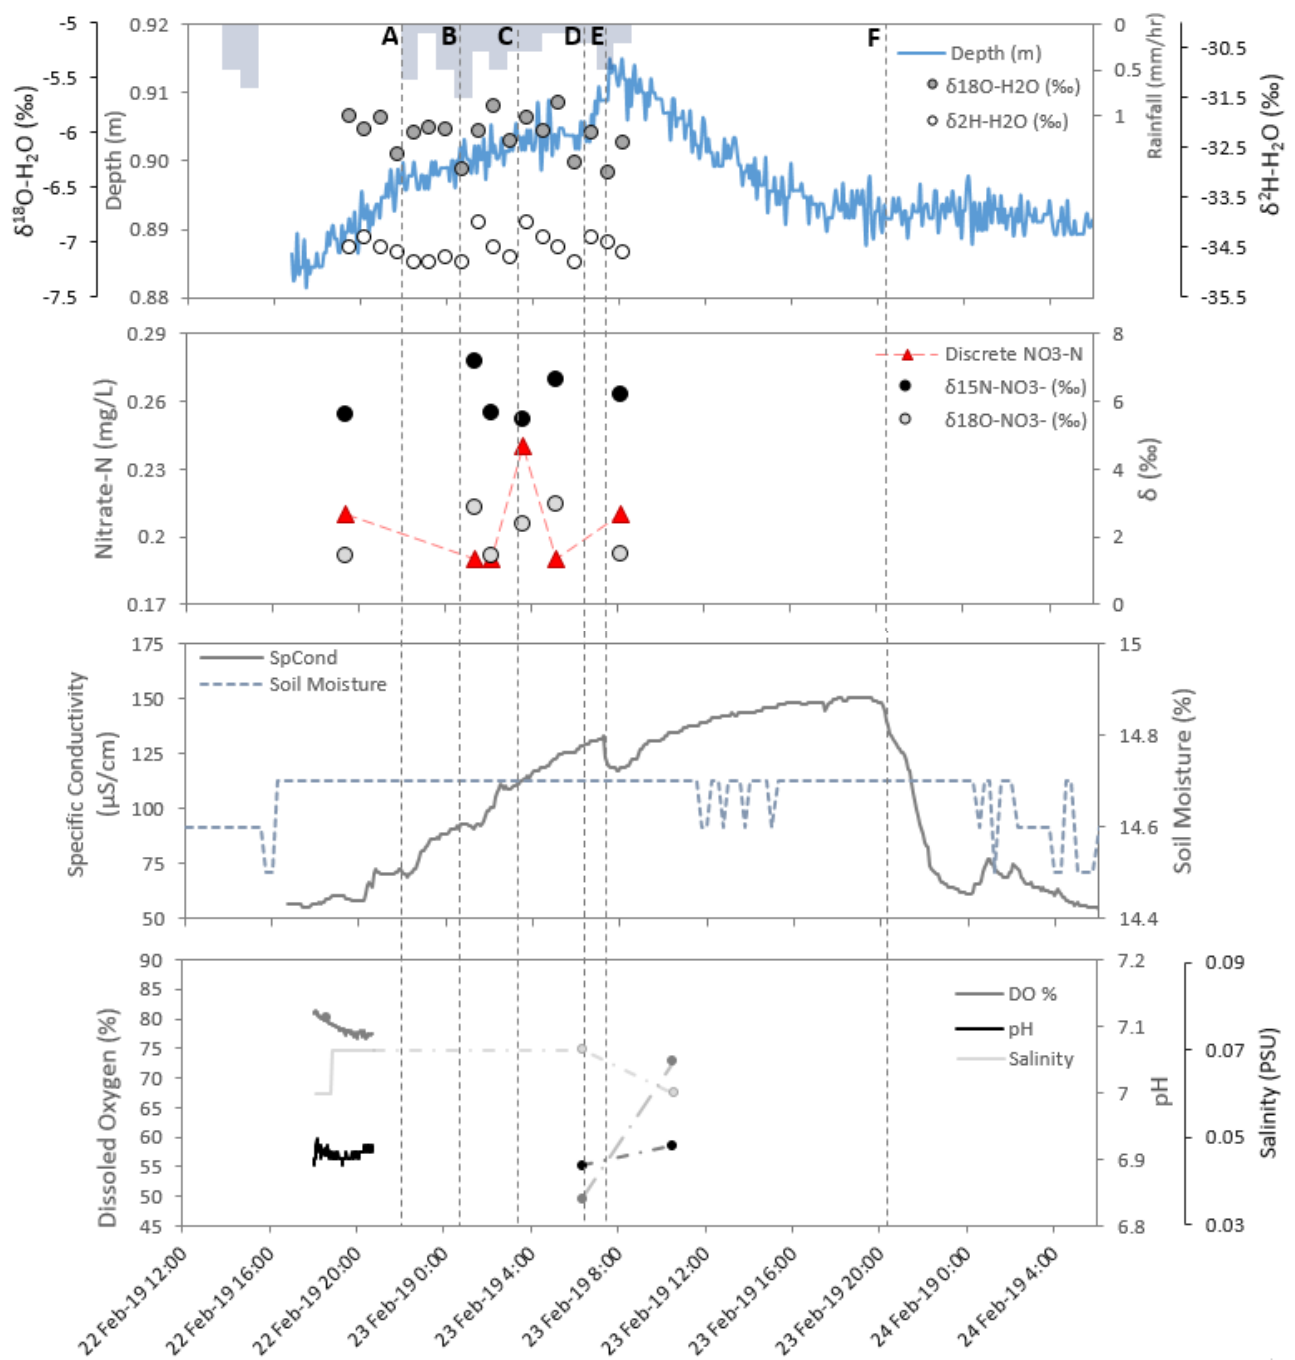 -5
0.92
A
B
C
D
E
F
0
-30.5
Depth (m)
-5.5
0.91
0.5
-31.5
δ18O-H2O (‰)
1
δ2H-H2O (‰)
-6
0.90
-32.5
-6.5
-33.5
-7
0.89
-34.5
-7.5
0.88
-35.5
δ¹⁸O-H₂O (‰)
Depth (m)
Rainfall (mm/hr)
δ²H-H₂O (‰)
0.29
8
Discrete NO3-N
δ15N-NO3- (‰)
0.26
6
δ18O-NO3- (‰)
0.23
4
0.2
2
0.17
0
Nitrate-N (mg/L)
δ (‰)
175
15
SpCond
Soil Moisture
150
14.8
125
100
14.6
75
50
14.4
Specific Conductivity
(µS/cm)
Soil Moisture (%)
90
7.2
0.09
85
DO %
80
7.1
pH
75
0.07
Salinity
70
7
65
60
6.9
0.05
55
50
45
6.8
0.03
Dissoled Oxygen (%)
pH
Salinity (PSU)
22 Feb-19 12:00
22 Feb-19 16:00
22 Feb-19 20:00
23 Feb-19 0:00
23 Feb-19 4:00
23 Feb-19 8:00
23 Feb-19 12:00
23 Feb-19 16:00
23 Feb-19 20:00
24 Feb-19 0:00
24 Feb-19 4:00